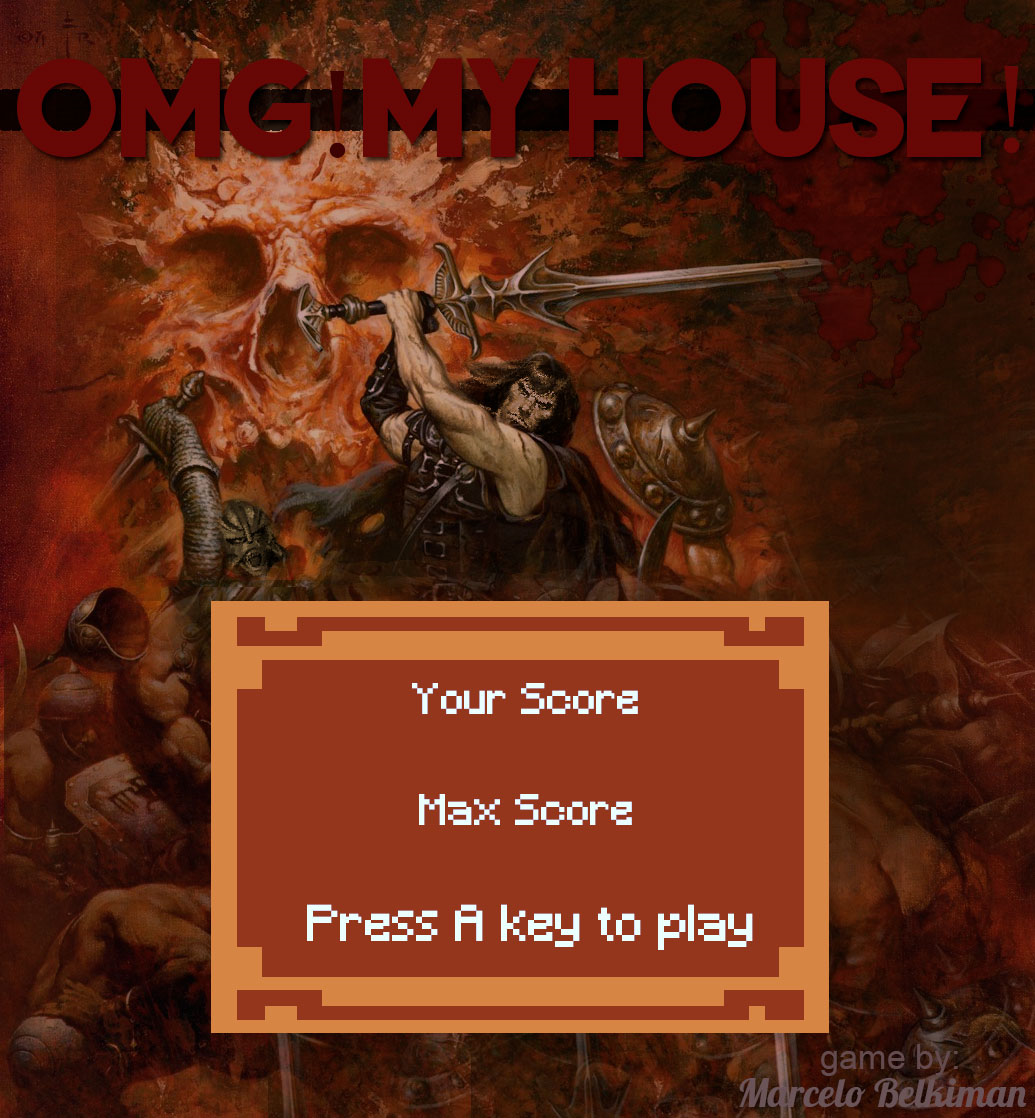 OMG! MY HOUSE!
Your Score
Max Score
Press A key to play
game by:
Marcelo Belkiman